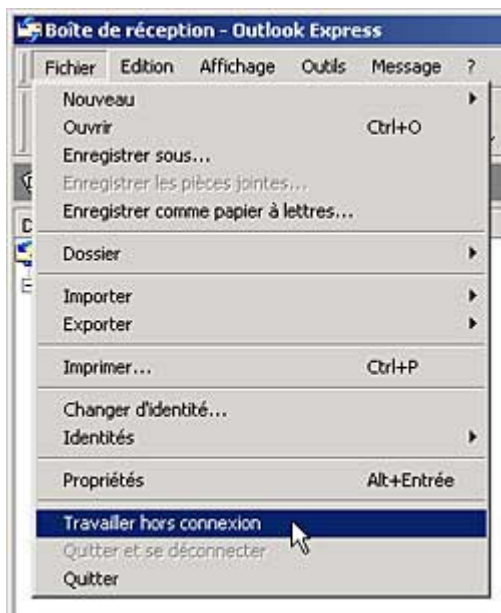 Boîte de réception - Outlook Express
Fichier Edition Affichage Outils Message ?
Nouveau
Ouvrir Ctrl+O
Enregistrer sous...
Enregistrer les pièces jointes...
Enregistrer comme papier à lettres...
Dossier
Importer
Exporter
Imprimer... Ctrl+P
Changer d'identité...
Identités
Propriétés Alt+Entrée
Travailler hors connexion
Quitter et se déconnecter
Quitter